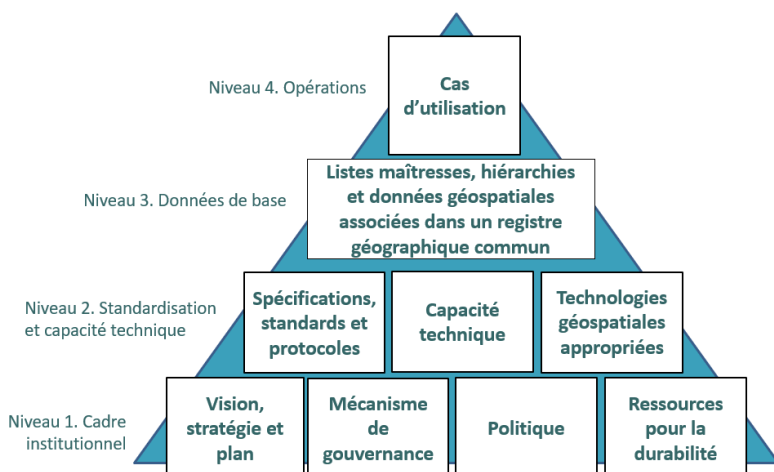 Niveau 4. Opérations
Cas
d’utilisation
Niveau 3. Données de base
Listes maîtresses, hiérarchies
et données géospatiales
associées dans un registre
géographique commun
Niveau 2. Standardisation
et capacité technique
Spécifications,
standards et
protocoles
Capacité
technique
Technologies
géospatiales
appropriées
Niveau 1. Cadre
institutionnel
Vision,
stratégie et
plan
Mécanisme
de
gouvernance
Politique
Ressources
pour la
durabilité